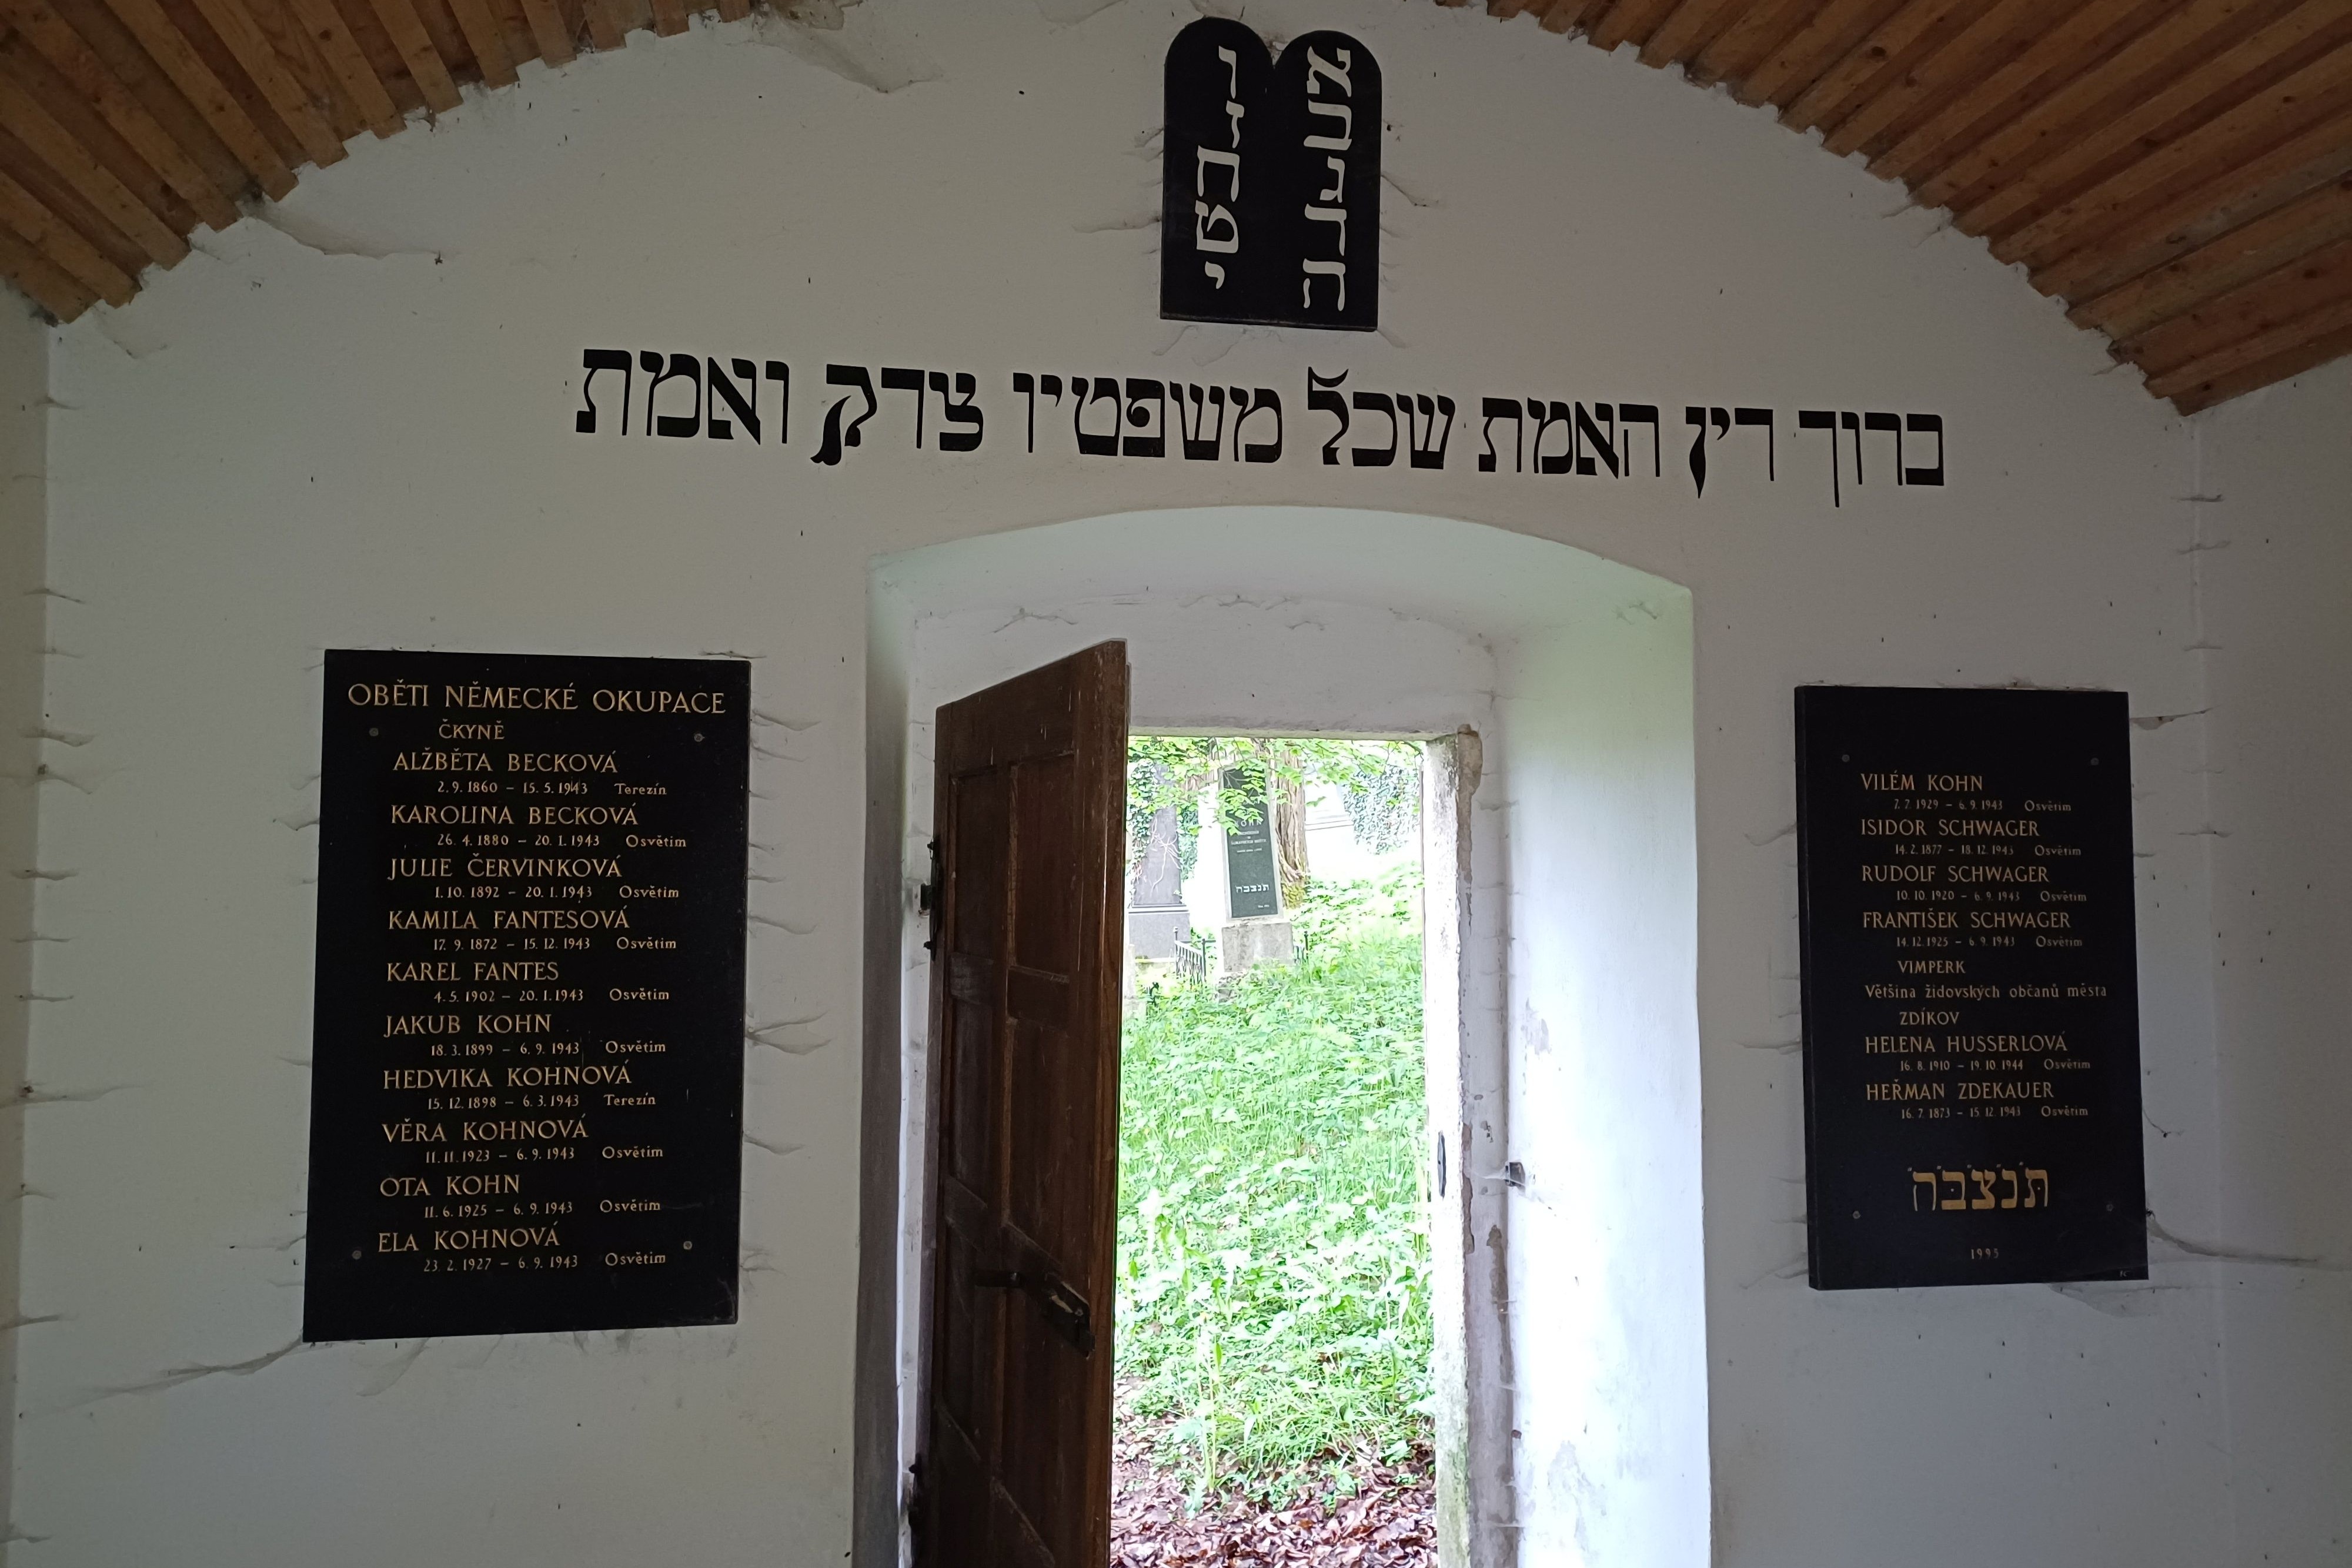 א ב ג ד ה
ו ז ח ט י
ברוך דין האמת שכל משפטיו צדק ואמת
OBĚTI NĚMECKÉ OKUPACE
ČKYNĚ
ALŽBĚTA BECKOVÁ
2. 9. 1860 – 15. 5. 1943 Terezín
KAROLINA BECKOVÁ
26. 4. 1880 – 20. 1. 1943 Osvětim
JULIE ČERVINKOVÁ
1. 10. 1892 – 20. 1. 1943 Osvětim
KAMILA FANTESOVÁ
17. 9. 1872 – 15. 12. 1943 Osvětim
KAREL FANTES
4. 5. 1902 – 20. 1. 1943 Osvětim
JAKUB KOHN
18. 3. 1899 – 6. 9. 1943 Osvětim
HEDVIKA KOHNOVÁ
15. 12. 1898 – 6. 3. 1943 Terezín
VĚRA KOHNOVÁ
11. 11. 1923 – 6. 9. 1943 Osvětim
OTA KOHN
11. 6. 1925 – 6. 9. 1943 Osvětim
ELA KOHNOVÁ
23. 2. 1927 – 6. 9. 1943 Osvětim
תנצבה
VILÉM KOHN
7. 7. 1929 – 6. 9. 1943 Osvětim
ISIDOR SCHWAGER
14. 2. 1877 – 18. 12. 1943 Osvětim
RUDOLF SCHWAGER
10. 10. 1920 – 6. 9. 1943 Osvětim
FRANTIŠEK SCHWAGER
14. 12. 1925 – 6. 9. 1943 Osvětim
VIMPERK
Většina židovských občanů města
ZDÍKOV
HELENA HUSSERLOVÁ
16. 8. 1910 – 19. 10. 1944 Osvětim
HEŘMAN ZDEKAUER
16. 7. 1873 – 15. 12. 1943 Osvětim
תנצבה
1995